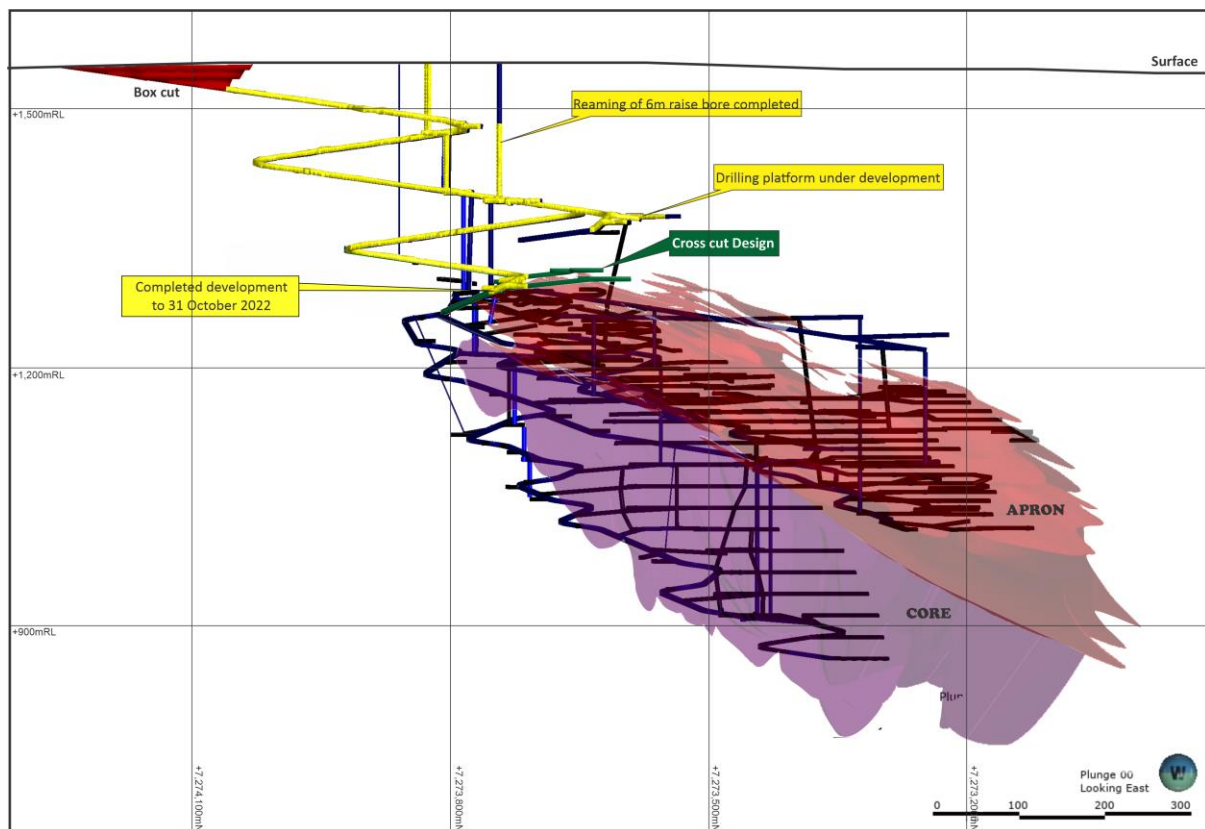 Surface
Box cut
+1,500mRL
Reaming of 6m raise bore completed
Drilling platform under development
Cross cut Design
Completed development
to 31 October 2022
+1,200mRL
APRON
CORE
+900mRL
Plur
+7,274,100mN
+7,273,800mN
+7,273,500mN
+7,273,200mN
Plunge 00
Looking East
W
0 100 200 300